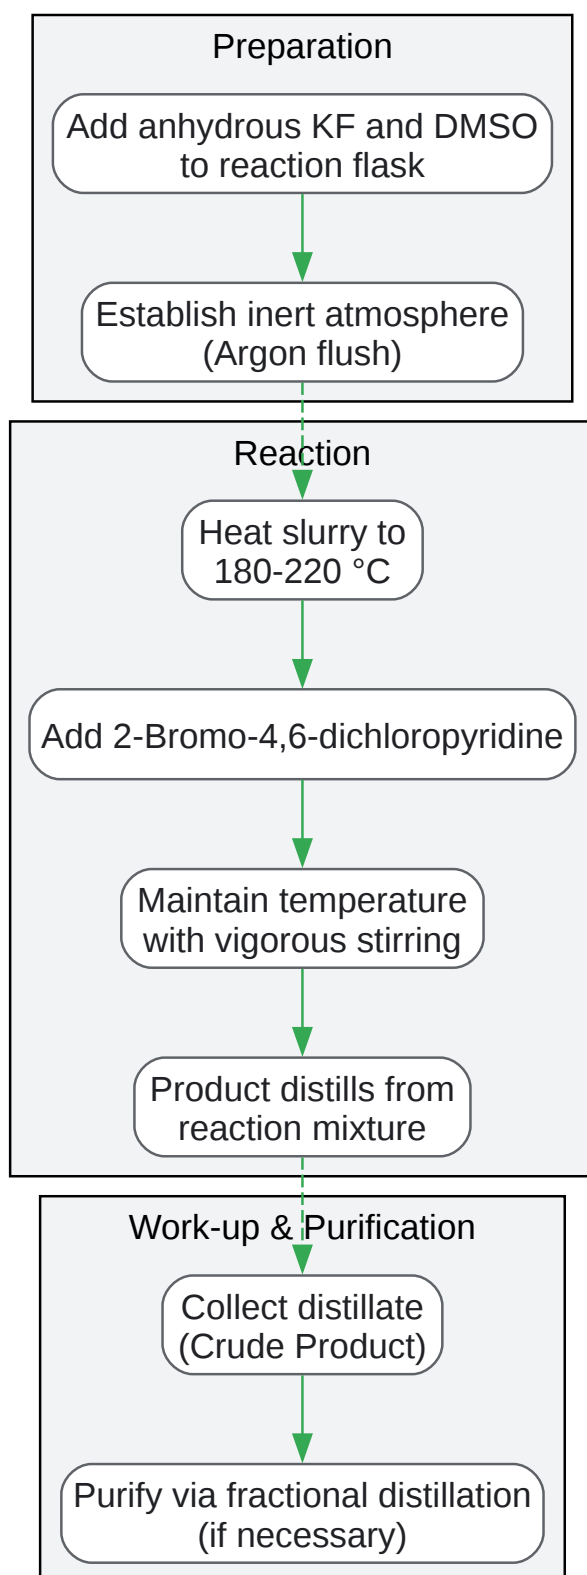 Preparation
Add anhydrous KF and DMSO
to reaction flask
Establish inert atmosphere
(Argon flush)
Reaction
Heat slurry to
180-220 °C
Add 2-Bromo-4,6-dichloropyridine
Maintain temperature
with vigorous stirring
Product distills from
reaction mixture
Work-up & Purification
Collect distillate
(Crude Product)
Purify via fractional distillation
(if necessary)